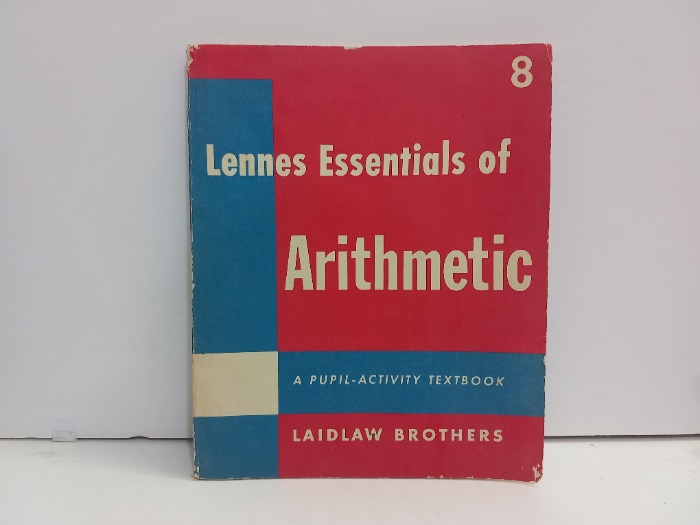 8
Lennes Essentials of
Arithmetic
A PUPIL-ACTIVITY TEXTBOOK
LAIDLAW BROTHERS